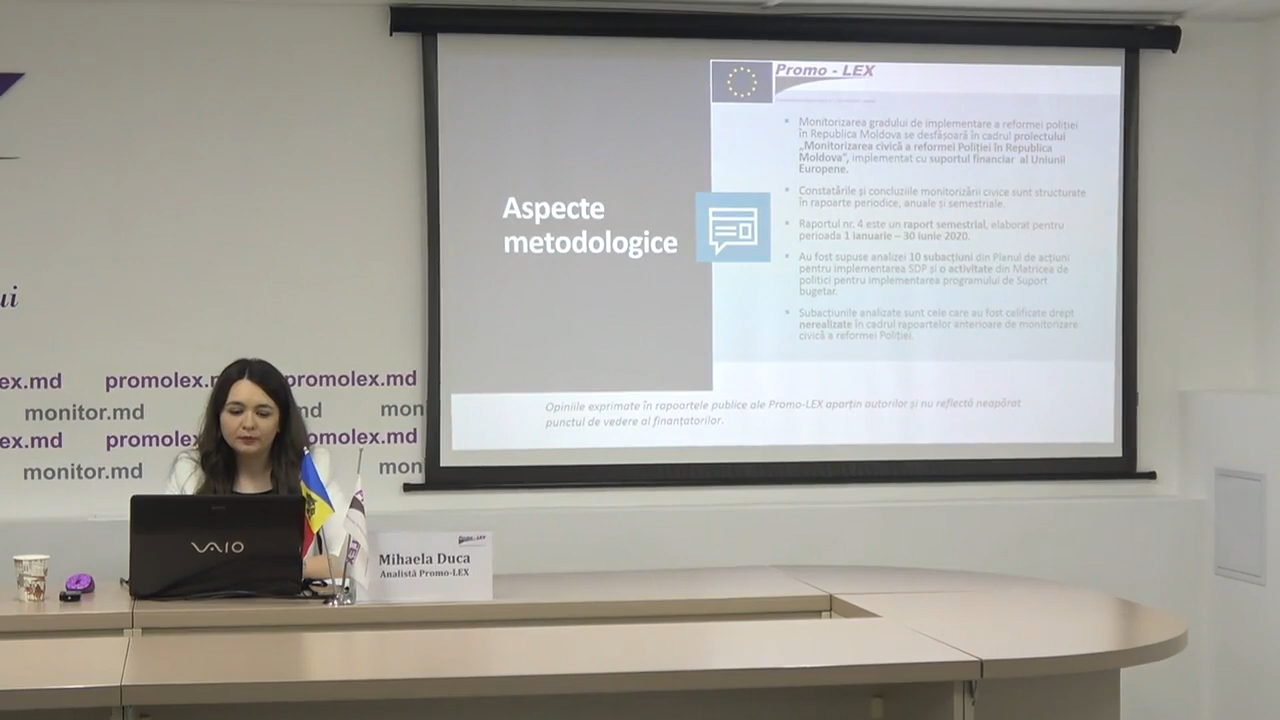 Promo - LEX
Monitorizarea gradului de implementare a reformei poliției
în Republica Moldova se desfășoară în cadrul proiectului
„Monitorizarea civică a reformei Poliției în Republica
Moldova”, implementat cu suportul financiar al Uniunii
Europene.
Constatările și concluziile monitorizării civice sunt structurate
în rapoarte periodice, anuale și semestriale.
Raportul nr. 4 este un raport semestrial, elaborat pentru
perioada 1 ianuarie – 30 iunie 2020.
Au fost supuse analizei 10 subacțiuni din Planul de acțiuni
pentru implementarea SDP și o activitate din Matricea de
politici pentru implementarea programului de Suport
bugetar.
Subacțiunile analizate sunt cele care au fost calificate drept
nerealizate în cadrul rapoartelor anterioare de monitorizare
civică a reformei Poliției.
Aspecte
metodologice
Opiniile exprimate în rapoartele publice ale Promo-LEX aparțin autorilor și nu reflectă neapărat
punctul de vedere al finanțatorilor.
ui
ex.md promolex.m promolex.md
monitor.md nd mon
ex.md promolex omolex.md
monitor.md mon
VAIO
Promo - LEX
Mihaela Duca
Analistă Promo-LEX